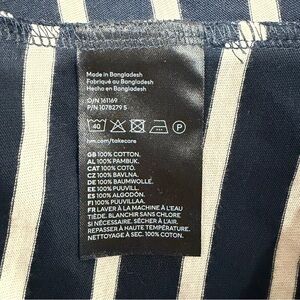 Made in Bangladesh
Fabriqué au Bangladesh
Hecho en Bangladesh
O/N 161169
P/N 1078279 5
40
P
hm.com/takecare
GB 100% COTTON.
AL 100% PAMBUK.
CAT 100% COTÓ.
CZ 100% BAVLNA.
DE 100% BAUMWOLLE.
EE 100% PUUVILL.
ES 100% ALGODÓN.
FI 100% PUUVILLAA.
FR LAVER À LA MACHINE À L'EAU
TIÈDE. BLANCHIR SANS CHLORE
SI NÉCESSAIRE. SÉCHER À L'AIR.
REPASSER À HAUTE TEMPÉRATURE
NETTOYAGE À SEC. 100% COTON.